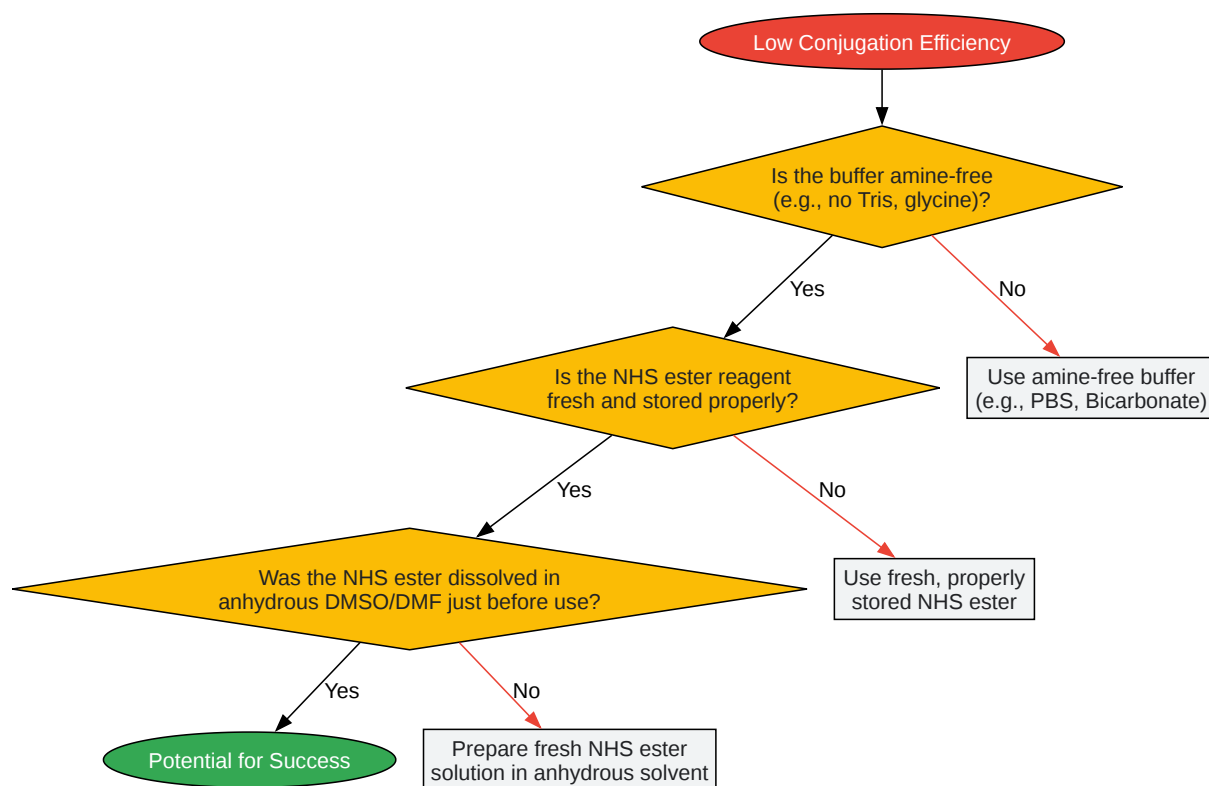 Low Conjugation Efficiency
Is the buffer amine-free
(e.g., no Tris, glycine)?
Yes
No
Is the NHS ester reagent
fresh and stored properly?
Use amine-free buffer
(e.g., PBS, Bicarbonate)
Yes
No
Was the NHS ester dissolved in
anhydrous DMSO/DMF just before use?
Use fresh, properly
stored NHS ester
Yes
No
Potential for Success
Prepare fresh NHS ester
solution in anhydrous solvent